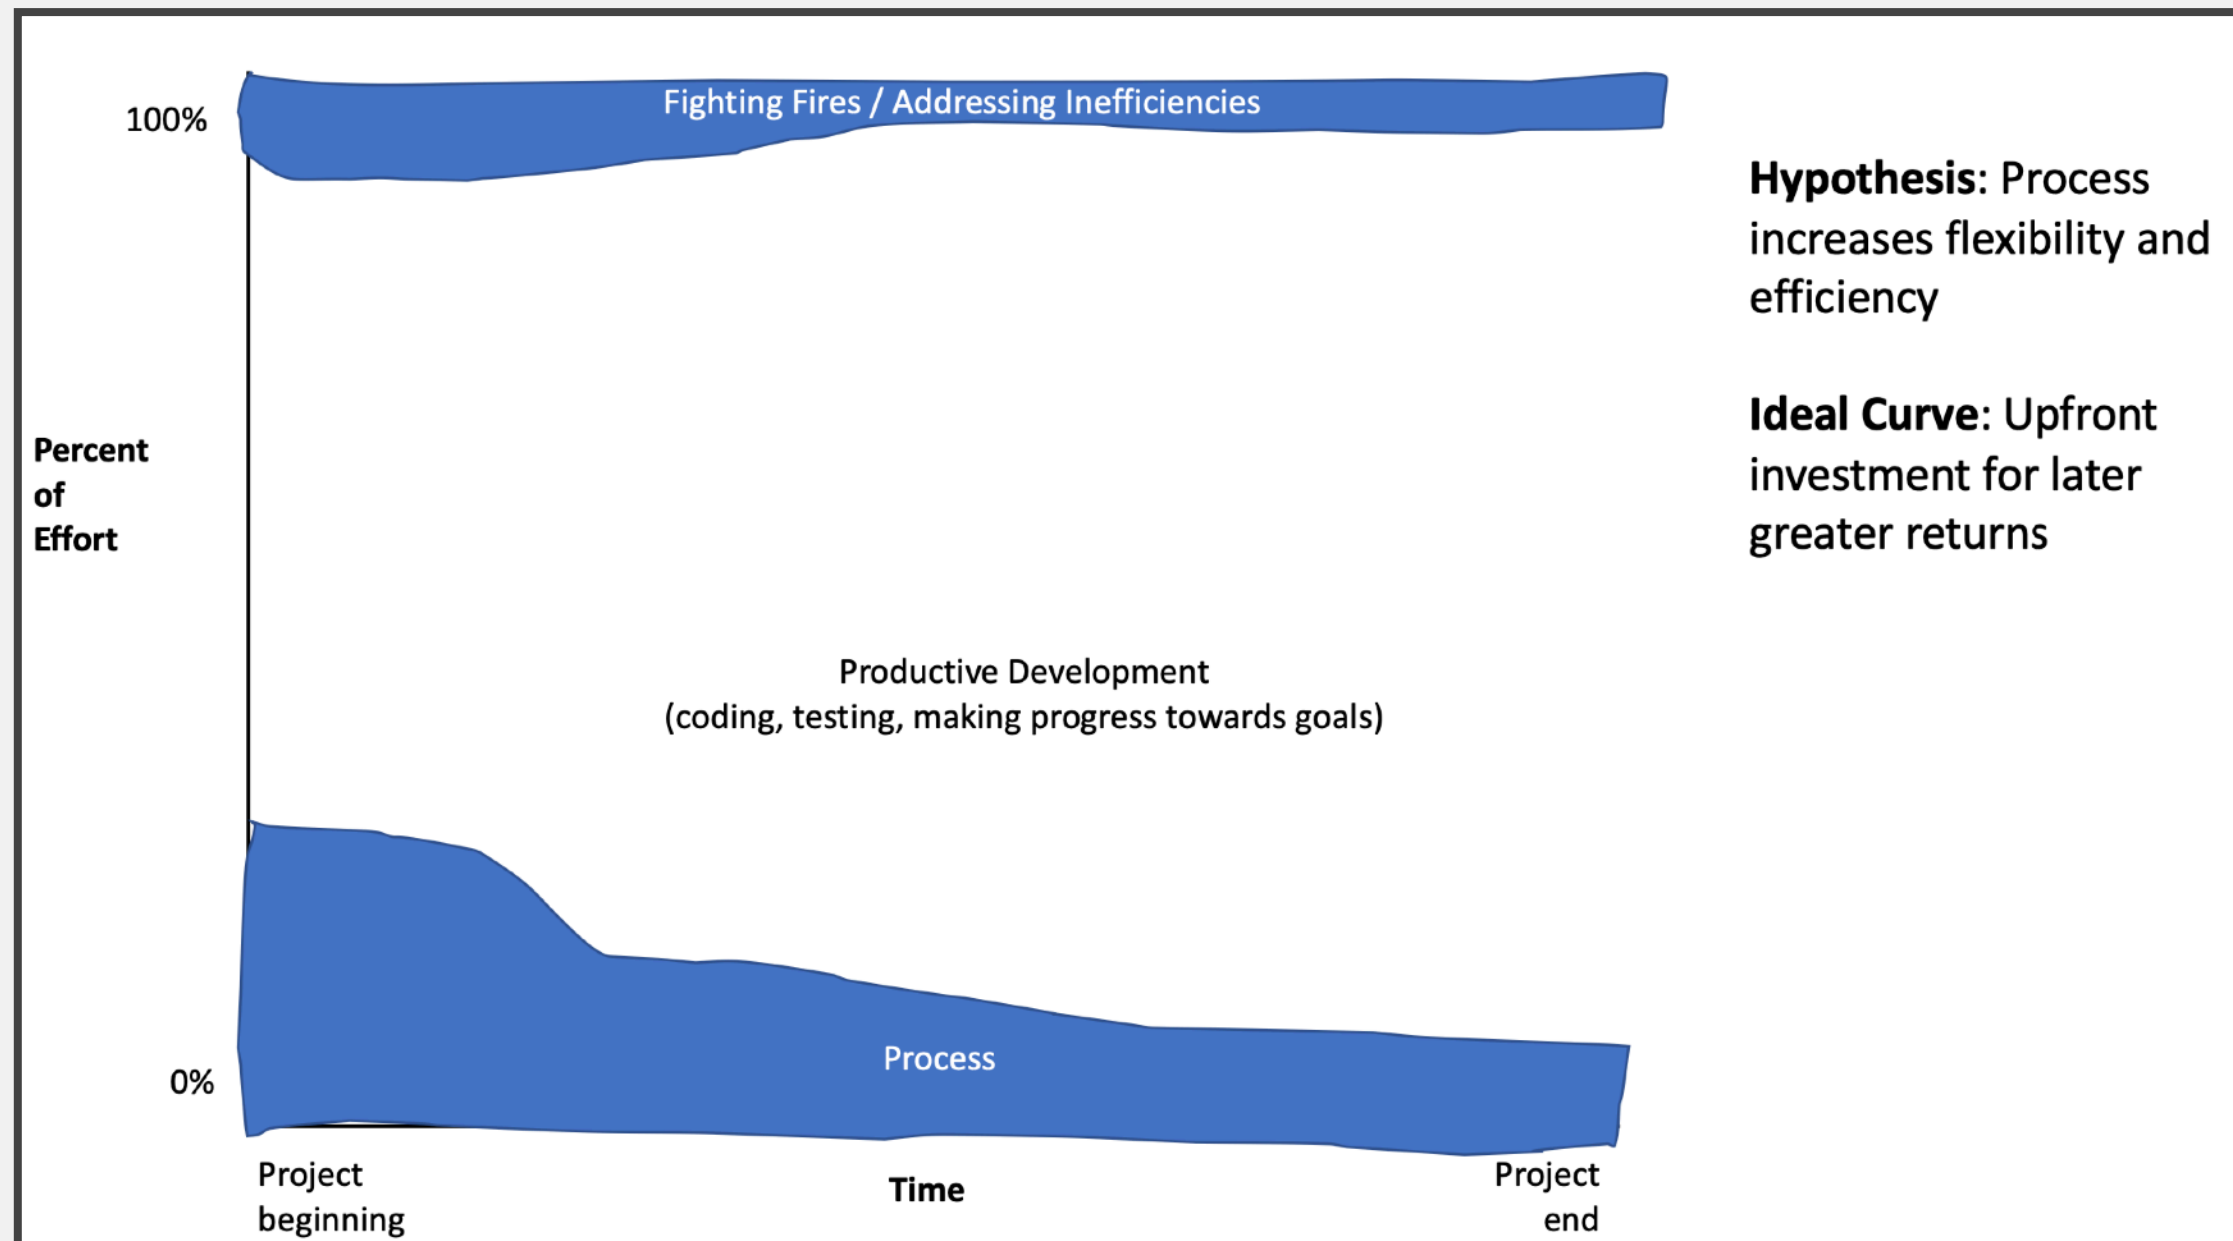 Fighting Fires / Addressing Inefficiencies
100%
Hypothesis: Process
increases flexibility and
efficiency
Ideal Curve: Upfront
investment for later
greater returns
Percent
of
Effort
Productive Development
(coding, testing, making progress towards goals)
Process
0%
Project
beginning
Time
Project
end